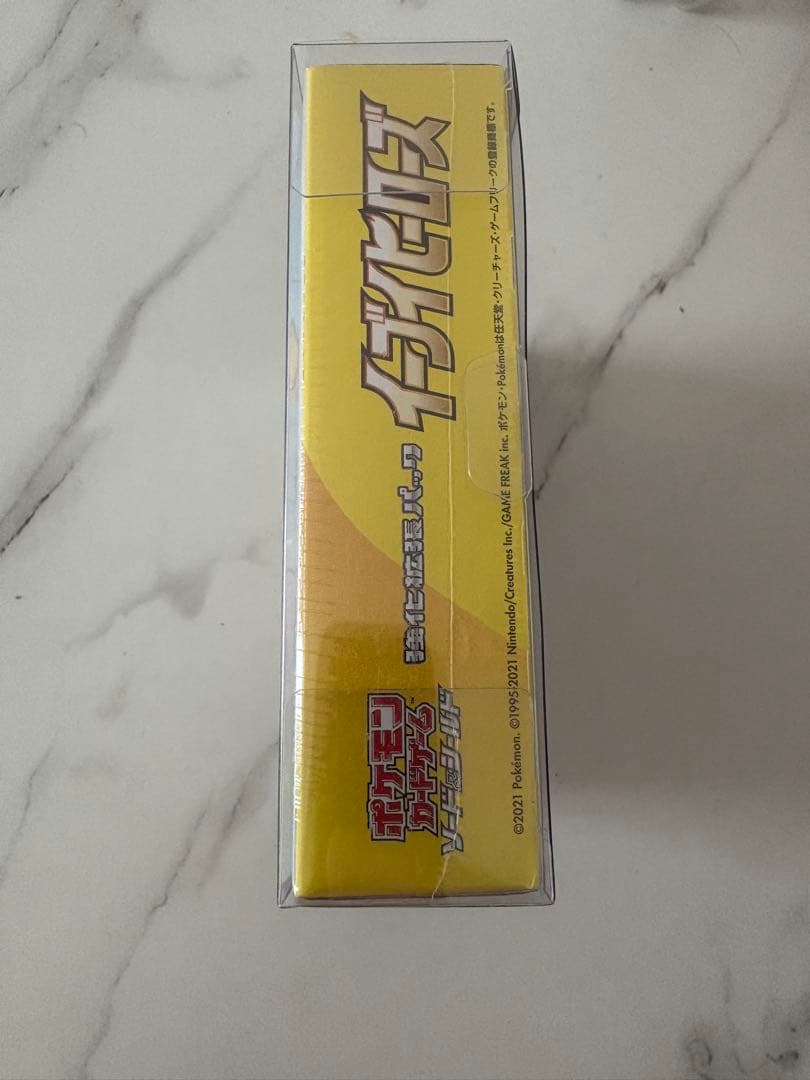 ポケモン
カードゲーム™
ソード&シールド
強化拡張パック
イーブイヒーローズ
©2021 Pokémon. ©1995-2021 Nintendo/Creatures Inc./GAME FREAK inc. ポケモン・Pokémonは任天堂・クリーチャーズ・ゲームフリークの登録商標です。